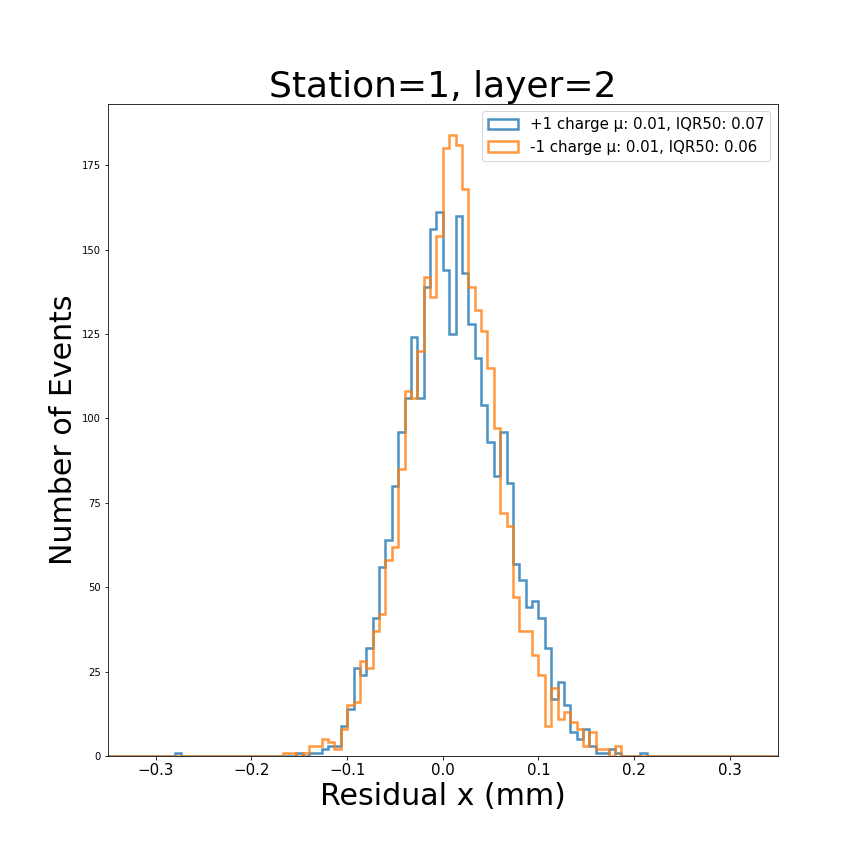 Station=1, layer=2
+1 charge μ: 0.01, IQR50: 0.07
-1 charge μ: 0.01, IQR50: 0.06
175
150
125
100
75
50
25
0
Number of Events
−0.3 −0.2 −0.1 0.0 0.1 0.2 0.3
Residual x (mm)